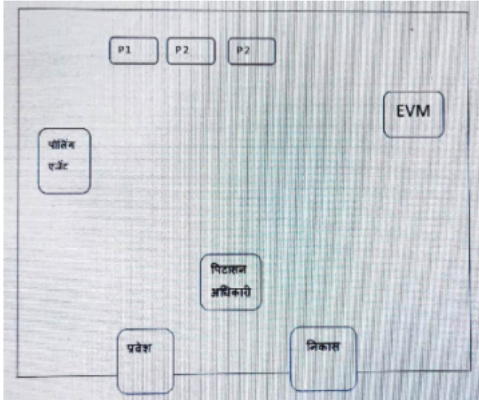 P1 P2 P2
EVM
पोलिंग
एजेंट
पिटासन
अधिकारी
प्रवेश
निकास